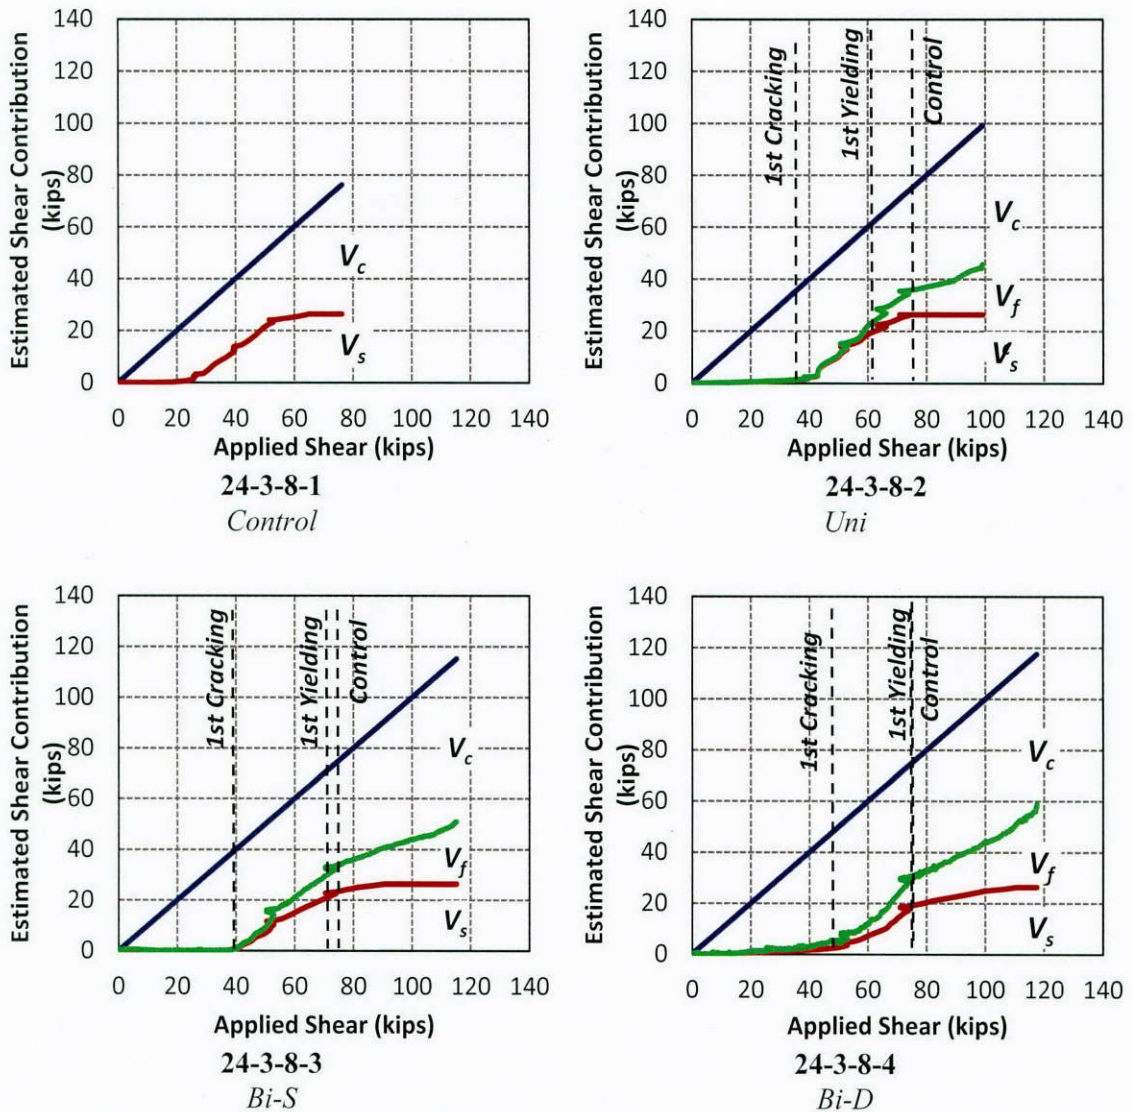 Estimated Shear Contribution
(kips)
140
120
100
80
60
40
20
0
V_c
V_s
0 20 40 60 80 100 120 140
Applied Shear (kips)
24-3-8-1
Control
Estimated Shear Contribution
(kips)
140
120
100
80
60
40
20
0
1st Cracking
1st Yielding
Control
V_c
V_f
V_s
0 20 40 60 80 100 120 140
Applied Shear (kips)
24-3-8-2
Uni
Estimated Shear Contribution
(kips)
140
120
100
80
60
40
20
0
1st Cracking
1st Yielding
Control
V_c
V_f
V_s
0 20 40 60 80 100 120 140
Applied Shear (kips)
24-3-8-3
Bi-S
Estimated Shear Contribution
(kips)
140
120
100
80
60
40
20
0
1st Cracking
1st Yielding
Control
V_c
V_f
V_s
0 20 40 60 80 100 120 140
Applied Shear (kips)
24-3-8-4
Bi-D